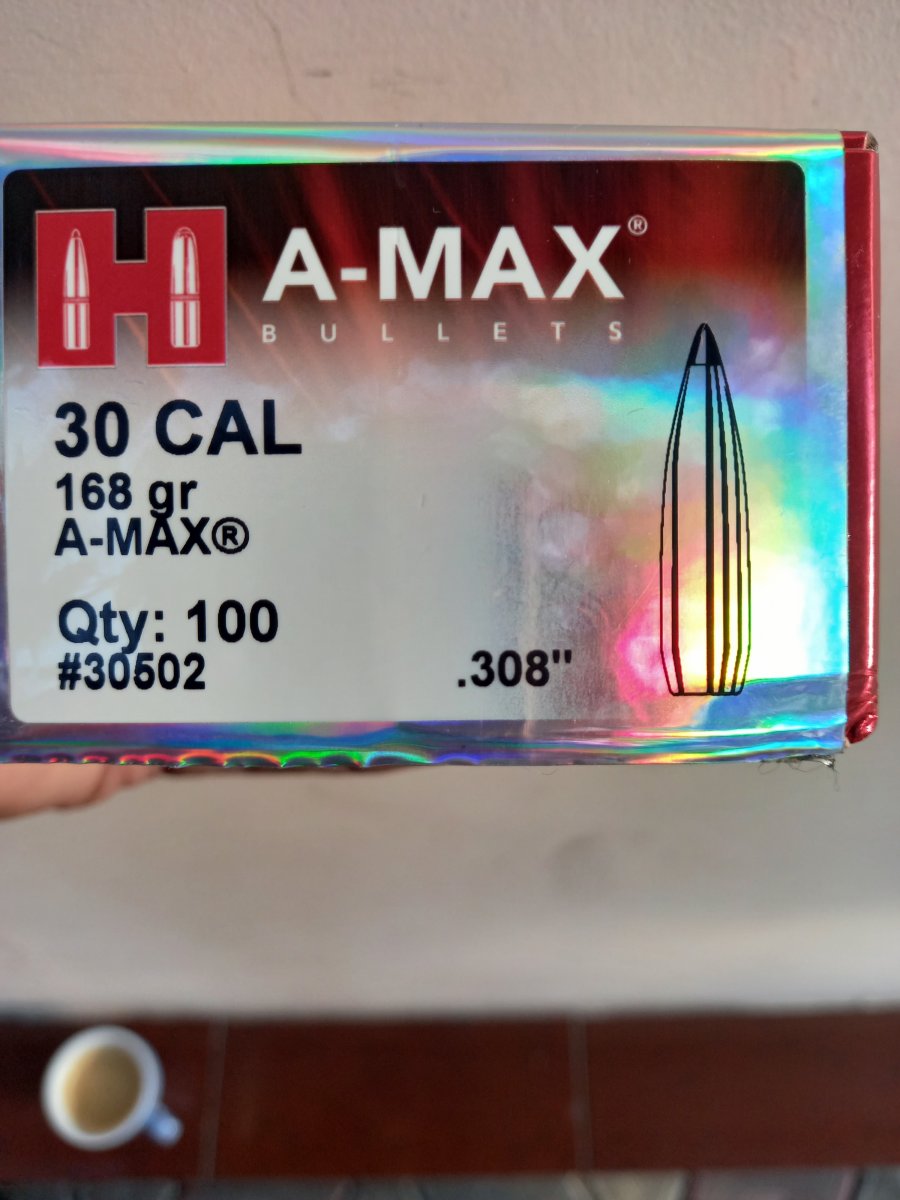 H
A-MAX®
BULLETS
30 CAL
168 gr
A-MAX®
Qty: 100
#30502
.308"